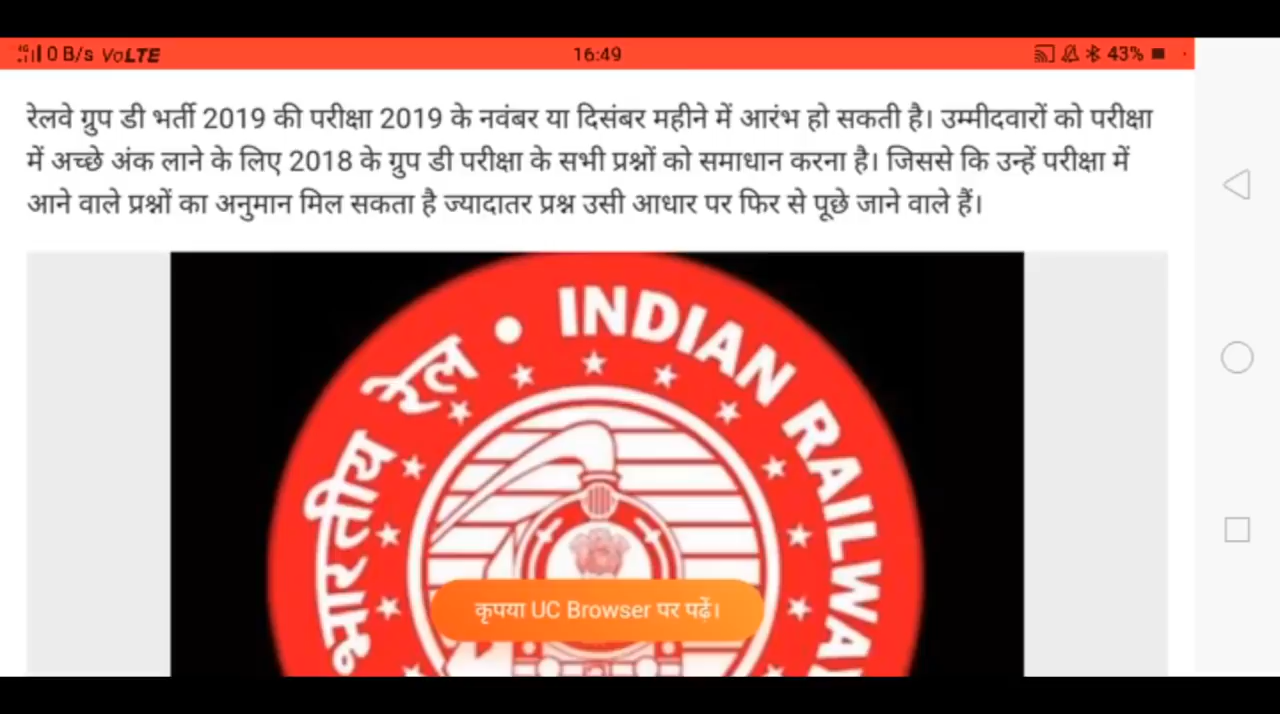 4G 0 B/s VoLTE 16:49 43%
रेलवे ग्रुप डी भर्ती 2019 की परीक्षा 2019 के नवंबर या दिसंबर महीने में आरंभ हो सकती है। उम्मीदवारों को परीक्षा
में अच्छे अंक लाने के लिए 2018 के ग्रुप डी परीक्षा के सभी प्रश्नों को समाधान करना है। जिससे कि उन्हें परीक्षा में
आने वाले प्रश्नों का अनुमान मिल सकता है ज्यादातर प्रश्न उसी आधार पर फिर से पूछे जाने वाले हैं।
भारतीय रेल • INDIAN RAILWA
कृपया UC Browser पर पढ़ें।